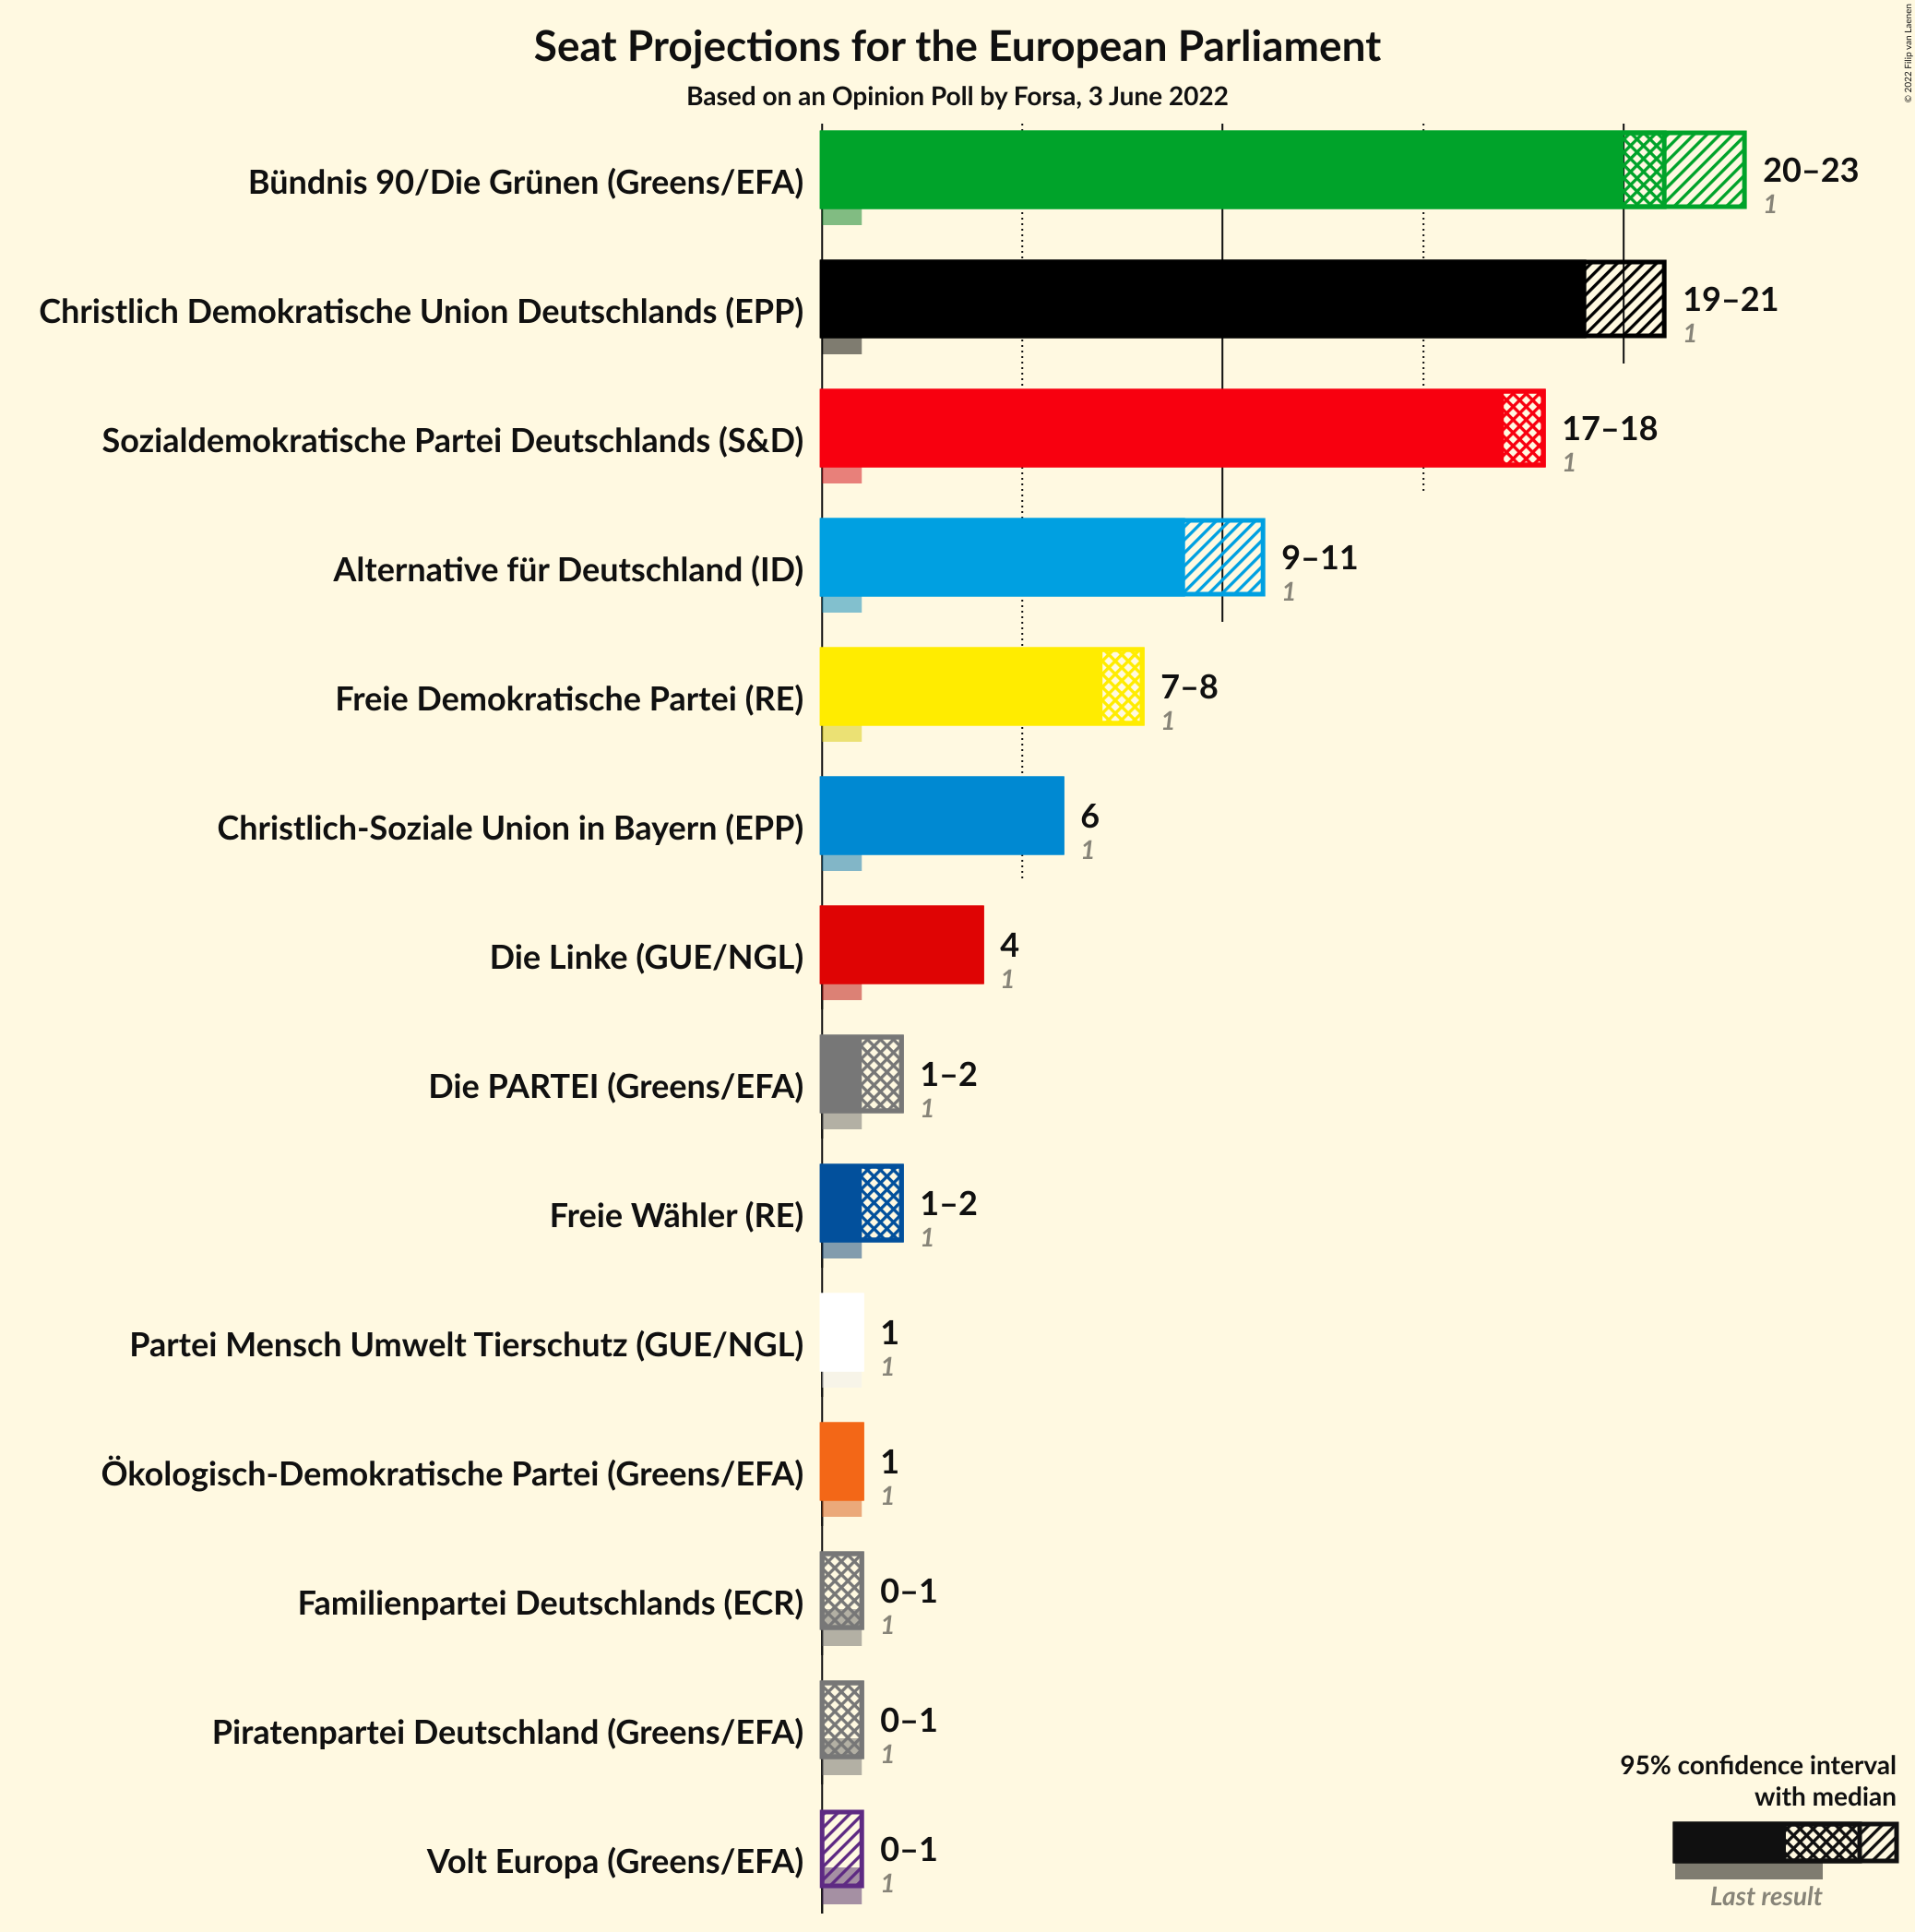 © 2022 Filip van Laenen
Seat Projections for the European Parliament
Based on an Opinion Poll by Forsa, 3 June 2022
Bündnis 90/Die Grünen (Greens/EFA)
20–23
1
Christlich Demokratische Union Deutschlands (EPP)
19–21
1
Sozialdemokratische Partei Deutschlands (S&D)
17–18
1
Alternative für Deutschland (ID)
9–11
1
Freie Demokratische Partei (RE)
7–8
1
Christlich-Soziale Union in Bayern (EPP)
6
1
Die Linke (GUE/NGL)
4
1
Die PARTEI (Greens/EFA)
1–2
1
Freie Wähler (RE)
1–2
1
Partei Mensch Umwelt Tierschutz (GUE/NGL)
1
1
Ökologisch-Demokratische Partei (Greens/EFA)
1
1
Familienpartei Deutschlands (ECR)
0–1
1
Piratenpartei Deutschland (Greens/EFA)
0–1
1
Volt Europa (Greens/EFA)
0–1
1
95% confidence interval
with median
Last result